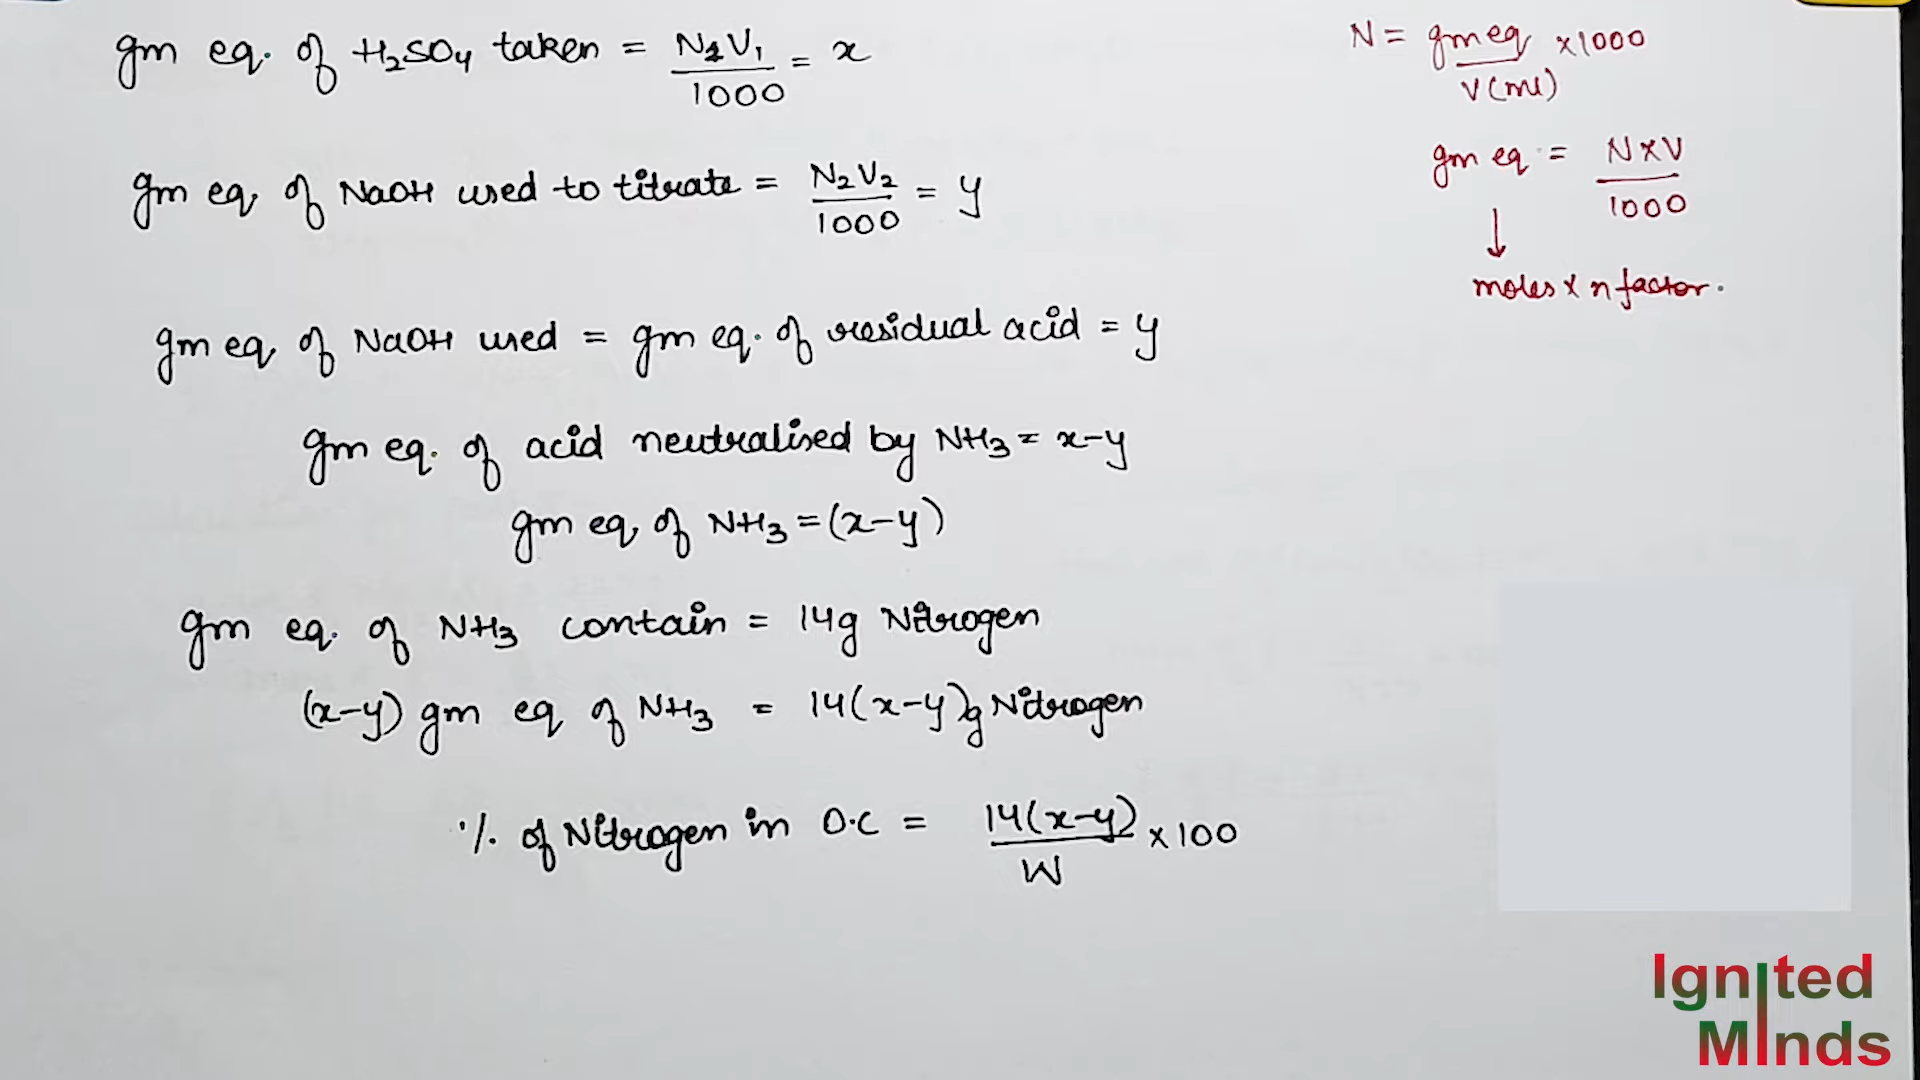 gm eq. of H₂SO₄ taken = N₁V₁/1000 = x
N = gm eq/V(ml) ×1000
gm eq = N×V/1000
↓
moles × n factor.
gm eq of NaOH used to titrate = N₂V₂/1000 = y
gm eq of NaOH used = gm eq. of residual acid = y
gm eq. of acid neutralised by NH₃ = x-y
gm eq of NH₃ = (x-y)
gm eq. of NH₃ contain = 14g Nitrogen
(x-y) gm eq of NH₃ = 14(x-y)g Nitrogen
% of Nitrogen in O.C = 14(x-y)/W ×100
Ignited
Minds